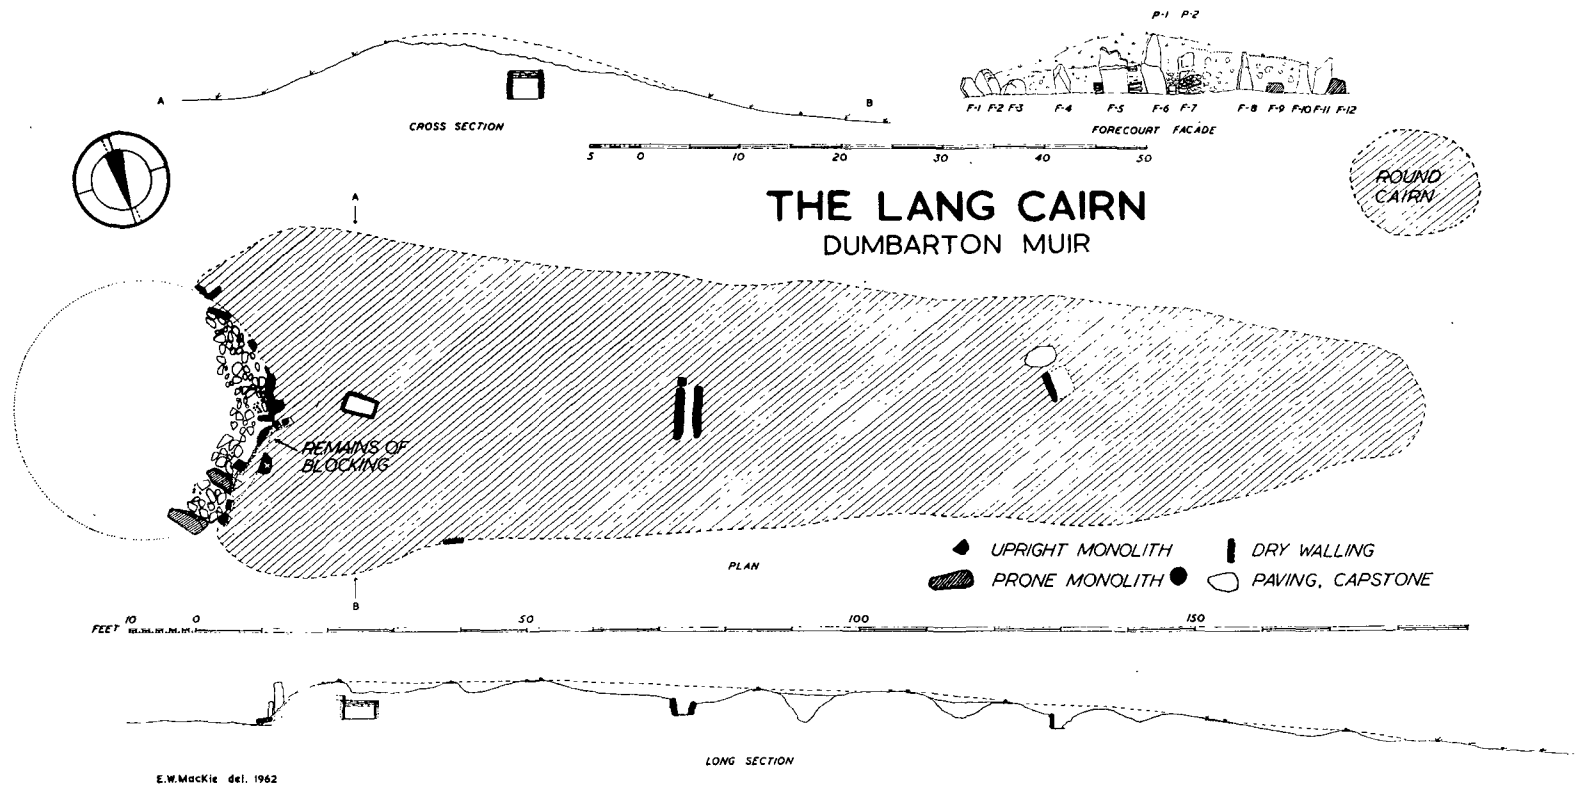 P-1 P-2
A
B
CROSS SECTION
F-1 F-2 F-3 F-4 F-5 F-6 F-7 F-8 F-9 F-10 F-11 F-12
FORECOURT FACADE
5 0 10 20 30 40 50
ROUND
CAIRN
THE LANG CAIRN
DUMBARTON MUIR
A
REMAINS OF
BLOCKING
UPRIGHT MONOLITH
DRY WALLING
PLAN
PRONE MONOLITH
PAVING, CAPSTONE
B
FEET 10 0 50 100 150
LONG SECTION
E.W.MacKie del. 1962